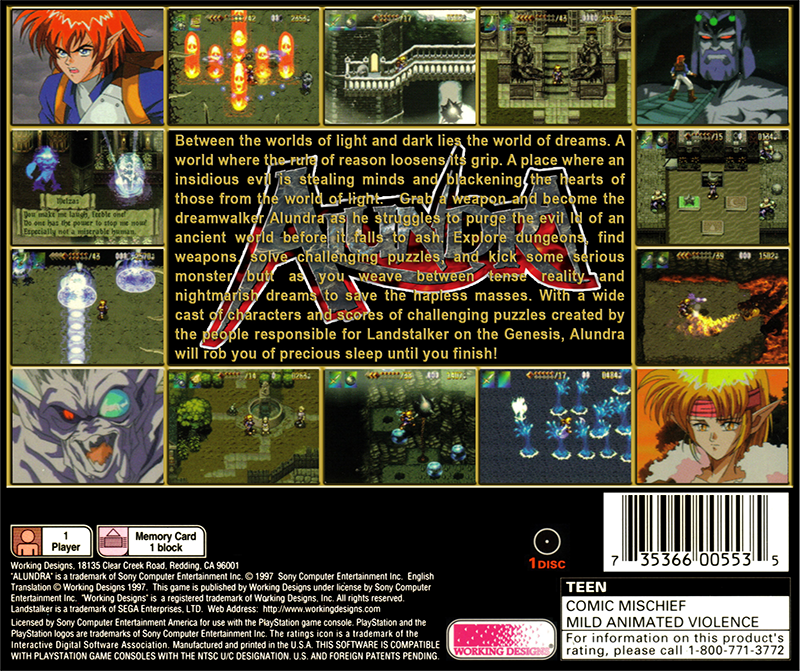 Between the worlds of light and dark lies the world of dreams. A
world where the rule of reason loosens its grip. A place where an
insidious evil is stealing minds and blackening the hearts of
those from the world of light. Grab a weapon and become the
dreamwalker Alundra as he struggles to purge the evil Id of an
ancient world before it falls to ash. Explore dungeons, find
weapons, solve challenging puzzles, and kick some serious
monster butt as you weave between tense reality and
nightmarish dreams to save the hapless masses. With a wide
cast of characters and scores of challenging puzzles created by
the people responsible for Landstalker on the Genesis, Alundra
will rob you of precious sleep until you finish!
ALUNDRA
Melzas
You make me laugh, feeble one!
Do one has the power to stop me now!
Especially not a miserable human.
1
Player
Memory Card
1 block
Working Designs, 18135 Clear Creek Road, Redding, CA 96001
"ALUNDRA" is a trademark of Sony Computer Entertainment Inc. © 1997 Sony Computer Entertainment Inc. English
Translation © Working Designs 1997. This game is published by Working Designs under license by Sony Computer
Entertainment Inc. "Working Designs" is a registered trademark of Working Designs, Inc. All rights reserved.
Landstalker is a trademark of SEGA Enterprises, LTD. Web Address: http://www.workingdesigns.com
Licensed by Sony Computer Entertainment America for use with the PlayStation game console. PlayStation and the
PlayStation logos are trademarks of Sony Computer Entertainment Inc. The ratings icon is a trademark of the
Interactive Digital Software Association. Manufactured and printed in the U.S.A. THIS SOFTWARE IS COMPATIBLE
WITH PLAYSTATION GAME CONSOLES WITH THE NTSC U/C DESIGNATION. U.S. AND FOREIGN PATENTS PENDING.
WORKING DESIGNS
1 DISC
7 35366 00553 5
TEEN
COMIC MISCHIEF
MILD ANIMATED VIOLENCE
For information on this product's
rating, please call 1-800-771-3772